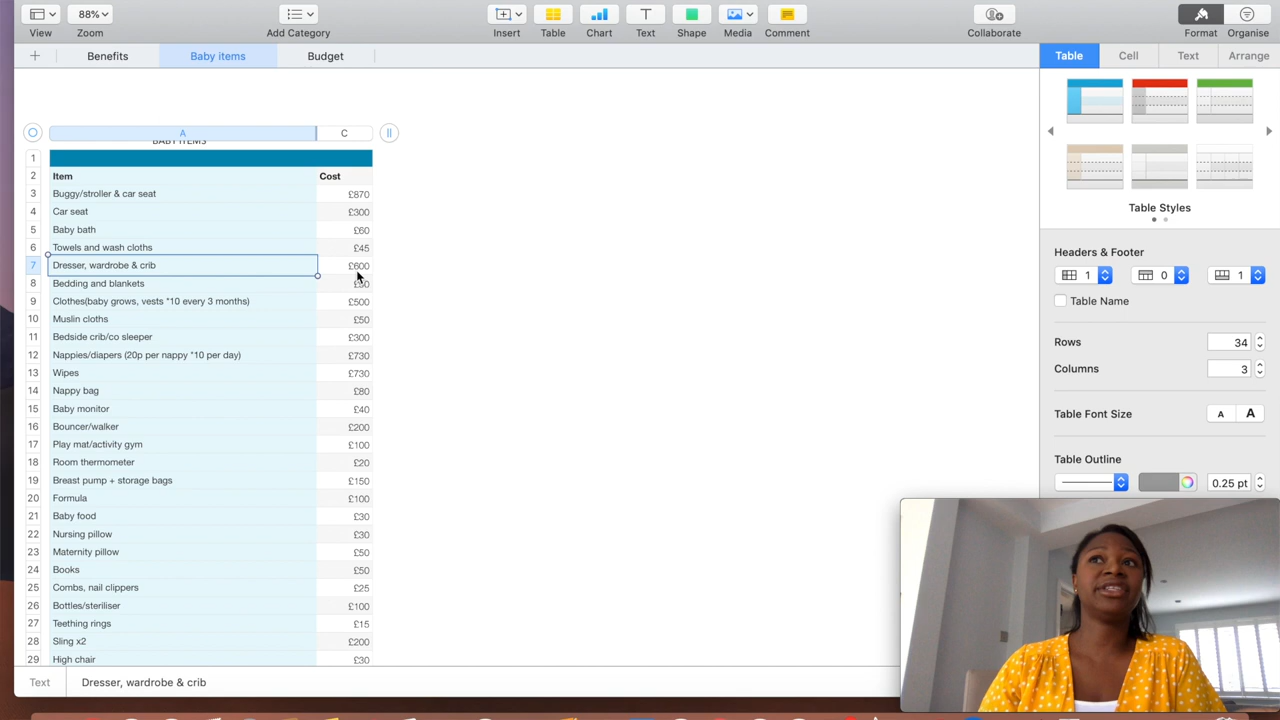 88%
View
Zoom
Add Category
Insert
Table
Chart
Text
Shape
Media
Comment
Collaborate
Format
Organise
Benefits
Baby items
Budget
Table
Cell
Text
Arrange
A
C
BABY ITEMS
1
2 Item Cost
3 Buggy/stroller & car seat £870
4 Car seat £300
5 Baby bath £60
6 Towels and wash cloths £45
7 Dresser, wardrobe & crib £600
8 Bedding and blankets
9 Clothes(baby grows, vests *10 every 3 months) £500
10 Muslin cloths £50
11 Bedside crib/co sleeper £300
12 Nappies/diapers (20p per nappy *10 per day) £730
13 Wipes £730
14 Nappy bag £80
15 Baby monitor £40
16 Bouncer/walker £200
17 Play mat/activity gym £100
18 Room thermometer £20
19 Breast pump + storage bags £150
20 Formula £100
21 Baby food £30
22 Nursing pillow £30
23 Maternity pillow £50
24 Books £50
25 Combs, nail clippers £25
26 Bottles/steriliser £100
27 Teething rings £15
28 Sling x2 £200
29 High chair £30
Text Dresser, wardrobe & crib
Table Styles
Headers & Footer
1 0 1
Table Name
Rows 34
Columns 3
Table Font Size A A
Table Outline
0.25 pt